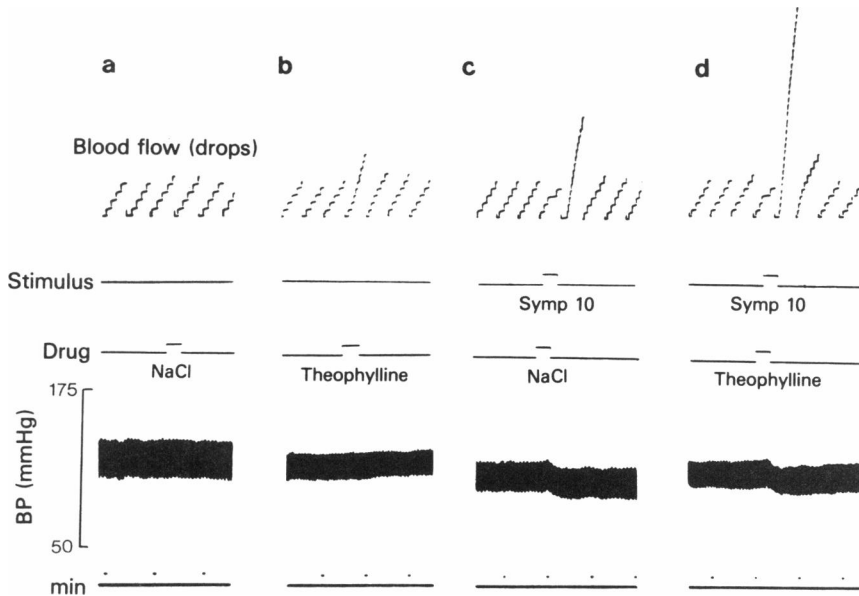 a b c d
Blood flow (drops)
Stimulus
Symp 10 Symp 10
Drug
NaCl Theophylline NaCl Theophylline
175
BP (mmHg)
50
min